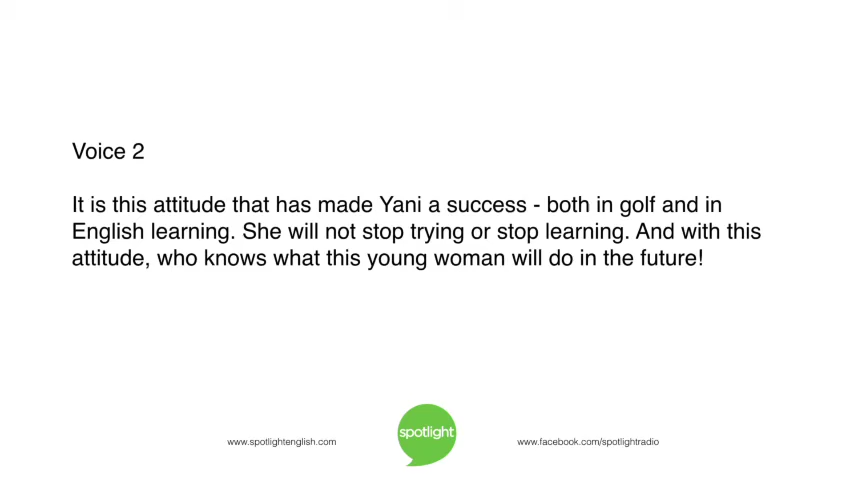 Voice 2
It is this attitude that has made Yani a success - both in golf and in
English learning. She will not stop trying or stop learning. And with this
attitude, who knows what this young woman will do in the future!
spotlight
www.spotlightenglish.com
www.facebook.com/spotlightradio